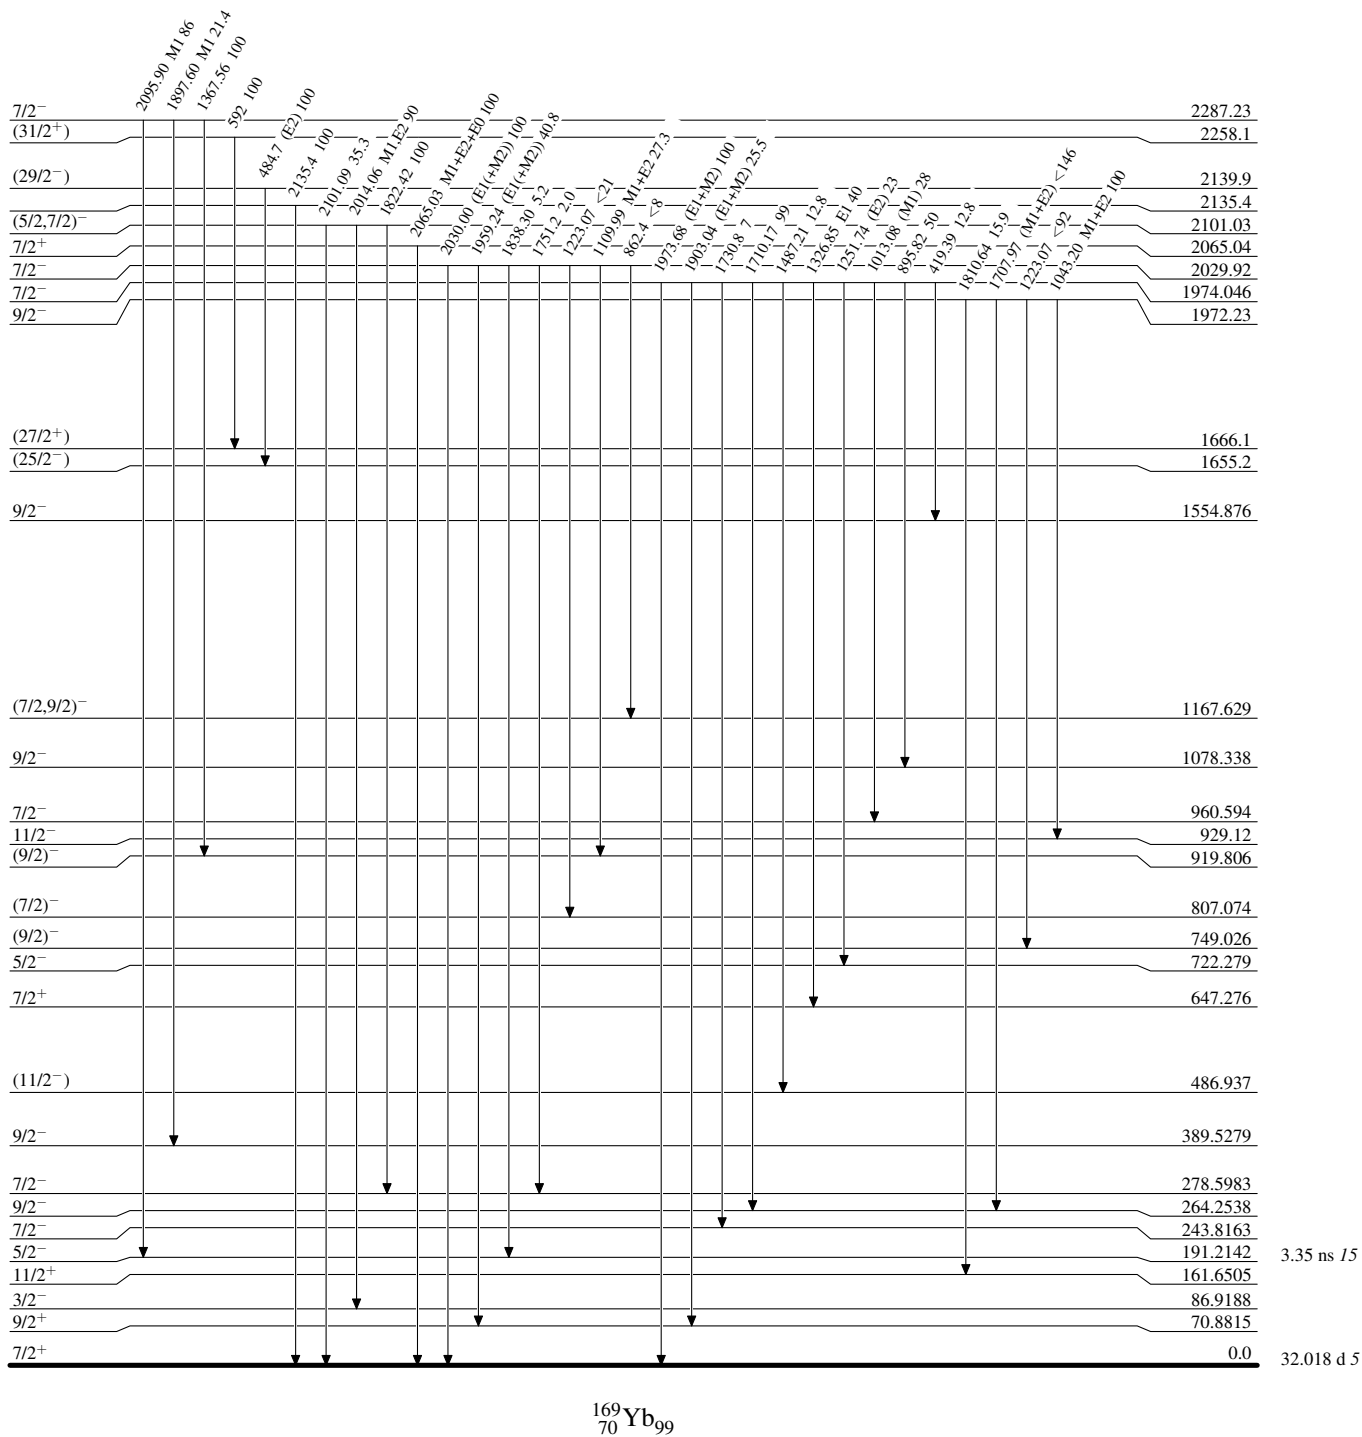 2095.90 M1 86
1897.60 M1 21.4
1367.56 100
592 100
484.7 (E2) 100
2135.4 100
2101.09 35.3
2014.06 M1,E2 90
1822.42 100
2065.03 M1+E2+E0 100
2030.00 (E1(+M2)) 100
1959.24 (E1(+M2)) 40.8
1838.30 5.2
1751.2 2.0
1223.07 <21
1109.99 M1+E2 27.3
862.4 <8
1973.68 (E1+M2) 100
1903.04 (E1+M2) 25.5
1730.8 7
1710.17 99
1487.21 12.8
1326.85 E1 40
1251.74 (E2) 23
1013.08 (M1) 28
895.82 50
419.39 12.8
1810.64 15.9
1707.97 (M1+E2) <146
1223.07 <92
1043.20 M1+E2 100
7/2⁻ 2287.23
(31/2⁺) 2258.1
(29/2⁻) 2139.9
2135.4
(5/2,7/2)⁻ 2101.03
7/2⁺ 2065.04
7/2⁻ 2029.92
7/2⁻ 1974.046
9/2⁻ 1972.23
(27/2⁺) 1666.1
(25/2⁻) 1655.2
9/2⁻ 1554.876
(7/2,9/2)⁻ 1167.629
9/2⁻ 1078.338
7/2⁻ 960.594
11/2⁻ 929.12
(9/2)⁻ 919.806
(7/2)⁻ 807.074
(9/2)⁻ 749.026
5/2⁻ 722.279
7/2⁺ 647.276
(11/2⁻) 486.937
9/2⁻ 389.5279
7/2⁻ 278.5983
9/2⁻ 264.2538
7/2⁻ 243.8163
5/2⁻ 191.2142 3.35 ns 15
11/2⁺ 161.6505
3/2⁻ 86.9188
9/2⁺ 70.8815
7/2⁺ 0.0 32.018 d 5
¹⁶⁹₇₀Yb₉₉